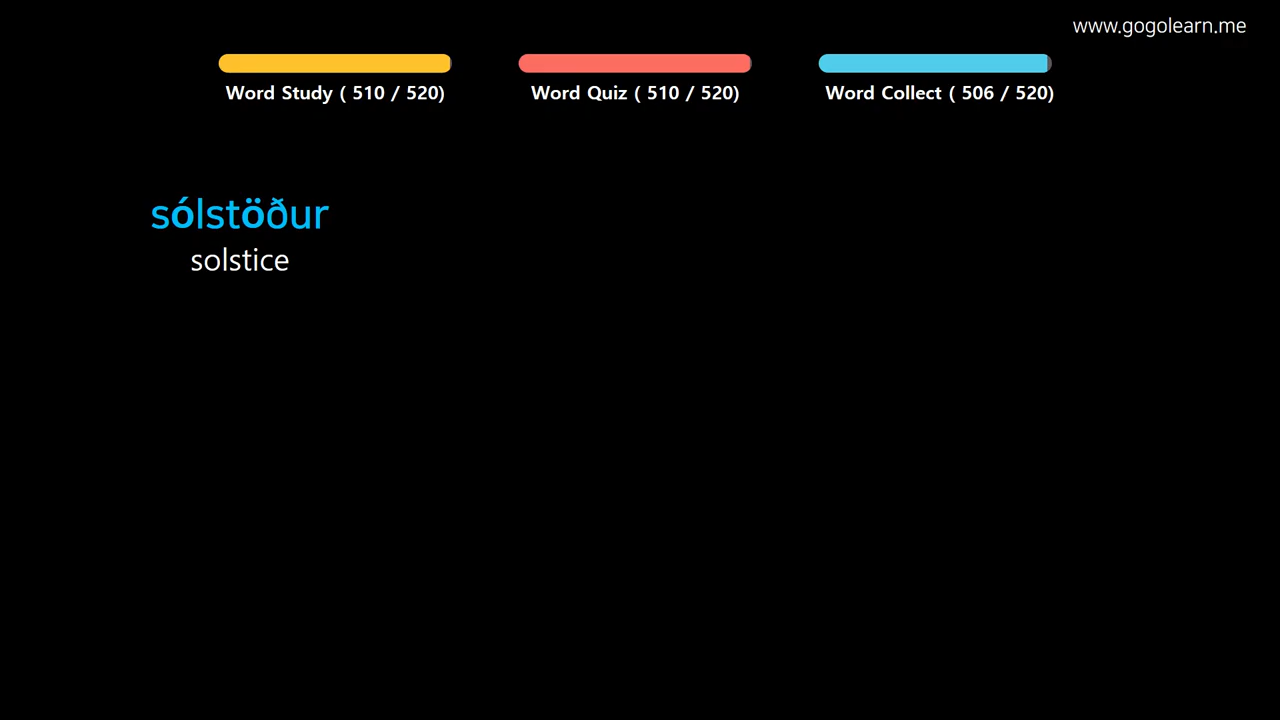 www.gogolearn.me
Word Study ( 510 / 520)
Word Quiz ( 510 / 520)
Word Collect ( 506 / 520)
sólstöður
solstice